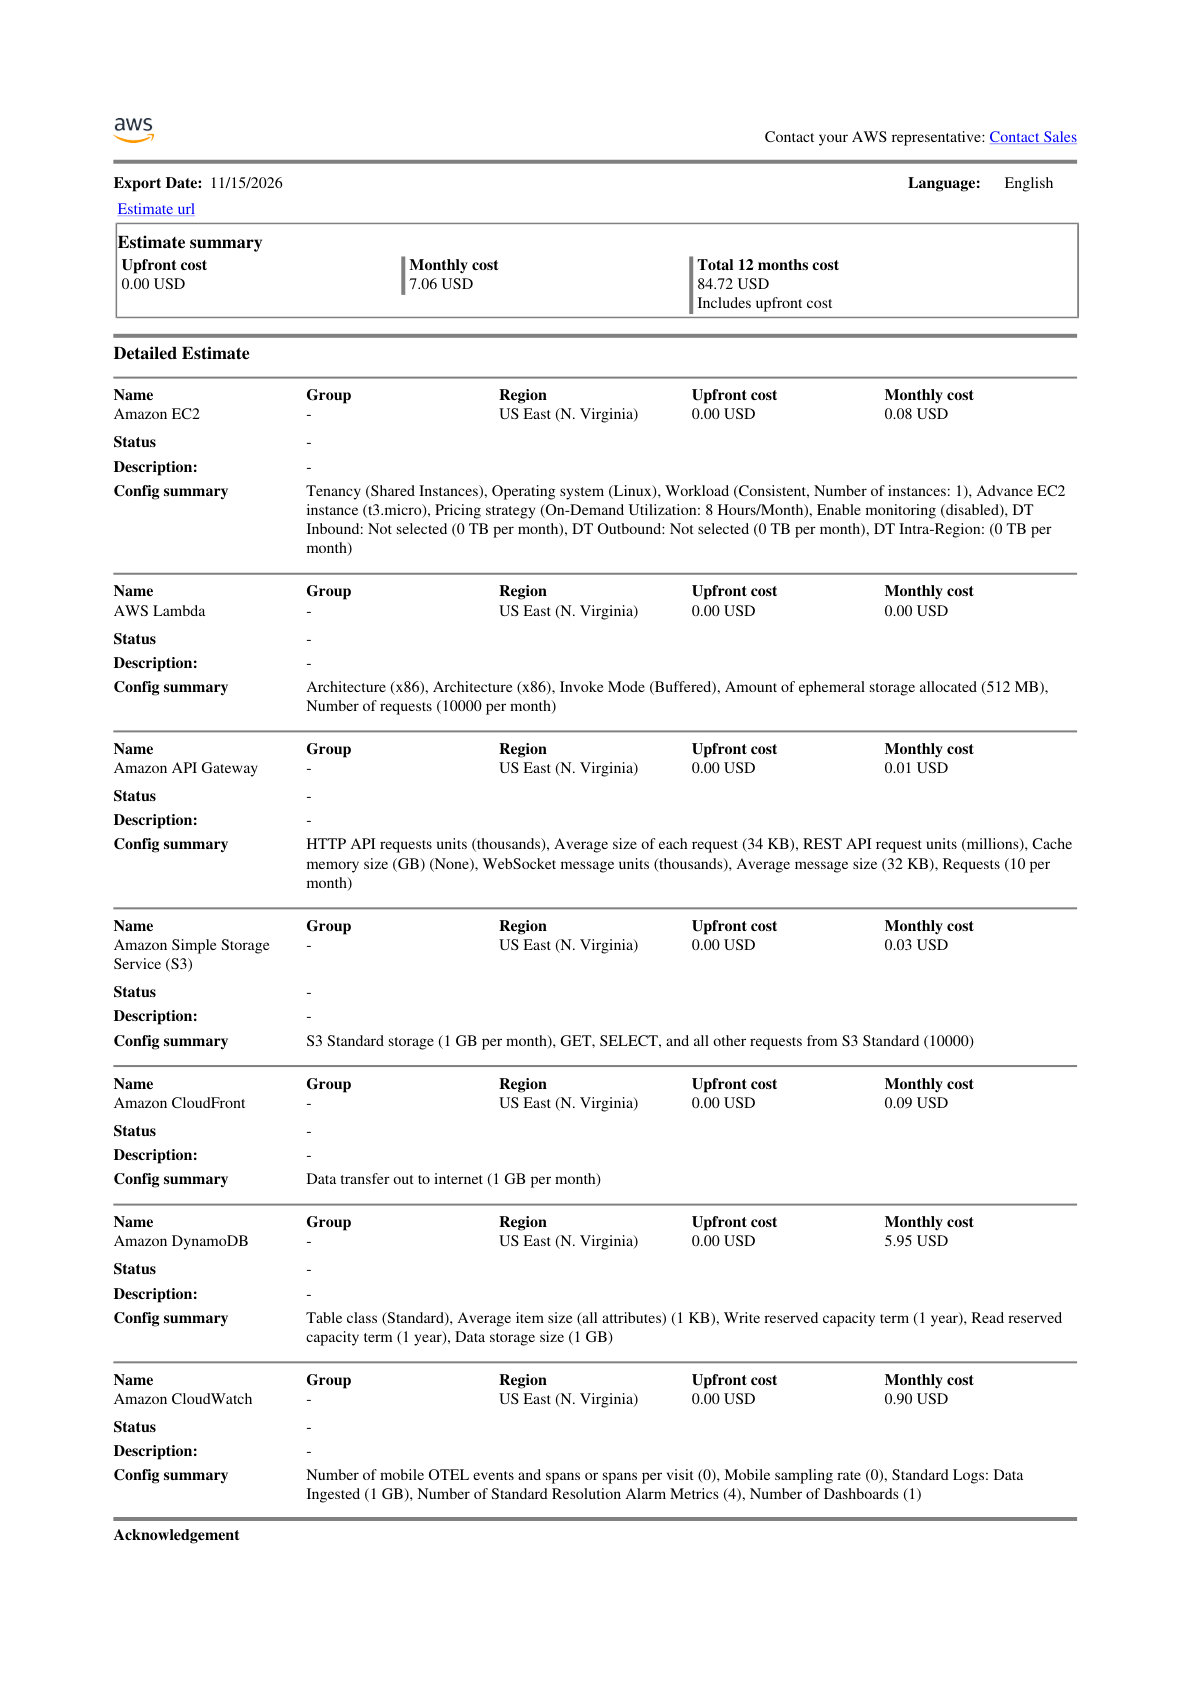 aws
Contact your AWS representative: Contact Sales
Export Date: 11/15/2026 Language: English
Estimate url
Estimate summary
Upfront cost Monthly cost Total 12 months cost
0.00 USD 7.06 USD 84.72 USD
Includes upfront cost
Detailed Estimate
Name Group Region Upfront cost Monthly cost
Amazon EC2 - US East (N. Virginia) 0.00 USD 0.08 USD
Status -
Description: -
Config summary Tenancy (Shared Instances), Operating system (Linux), Workload (Consistent, Number of instances: 1), Advance EC2
instance (t3.micro), Pricing strategy (On-Demand Utilization: 8 Hours/Month), Enable monitoring (disabled), DT
Inbound: Not selected (0 TB per month), DT Outbound: Not selected (0 TB per month), DT Intra-Region: (0 TB per
month)
Name Group Region Upfront cost Monthly cost
AWS Lambda - US East (N. Virginia) 0.00 USD 0.00 USD
Status -
Description: -
Config summary Architecture (x86), Architecture (x86), Invoke Mode (Buffered), Amount of ephemeral storage allocated (512 MB),
Number of requests (10000 per month)
Name Group Region Upfront cost Monthly cost
Amazon API Gateway - US East (N. Virginia) 0.00 USD 0.01 USD
Status -
Description: -
Config summary HTTP API requests units (thousands), Average size of each request (34 KB), REST API request units (millions), Cache
memory size (GB) (None), WebSocket message units (thousands), Average message size (32 KB), Requests (10 per
month)
Name Group Region Upfront cost Monthly cost
Amazon Simple Storage - US East (N. Virginia) 0.00 USD 0.03 USD
Service (S3)
Status -
Description: -
Config summary S3 Standard storage (1 GB per month), GET, SELECT, and all other requests from S3 Standard (10000)
Name Group Region Upfront cost Monthly cost
Amazon CloudFront - US East (N. Virginia) 0.00 USD 0.09 USD
Status -
Description: -
Config summary Data transfer out to internet (1 GB per month)
Name Group Region Upfront cost Monthly cost
Amazon DynamoDB - US East (N. Virginia) 0.00 USD 5.95 USD
Status -
Description: -
Config summary Table class (Standard), Average item size (all attributes) (1 KB), Write reserved capacity term (1 year), Read reserved
capacity term (1 year), Data storage size (1 GB)
Name Group Region Upfront cost Monthly cost
Amazon CloudWatch - US East (N. Virginia) 0.00 USD 0.90 USD
Status -
Description: -
Config summary Number of mobile OTEL events and spans or spans per visit (0), Mobile sampling rate (0), Standard Logs: Data
Ingested (1 GB), Number of Standard Resolution Alarm Metrics (4), Number of Dashboards (1)
Acknowledgement